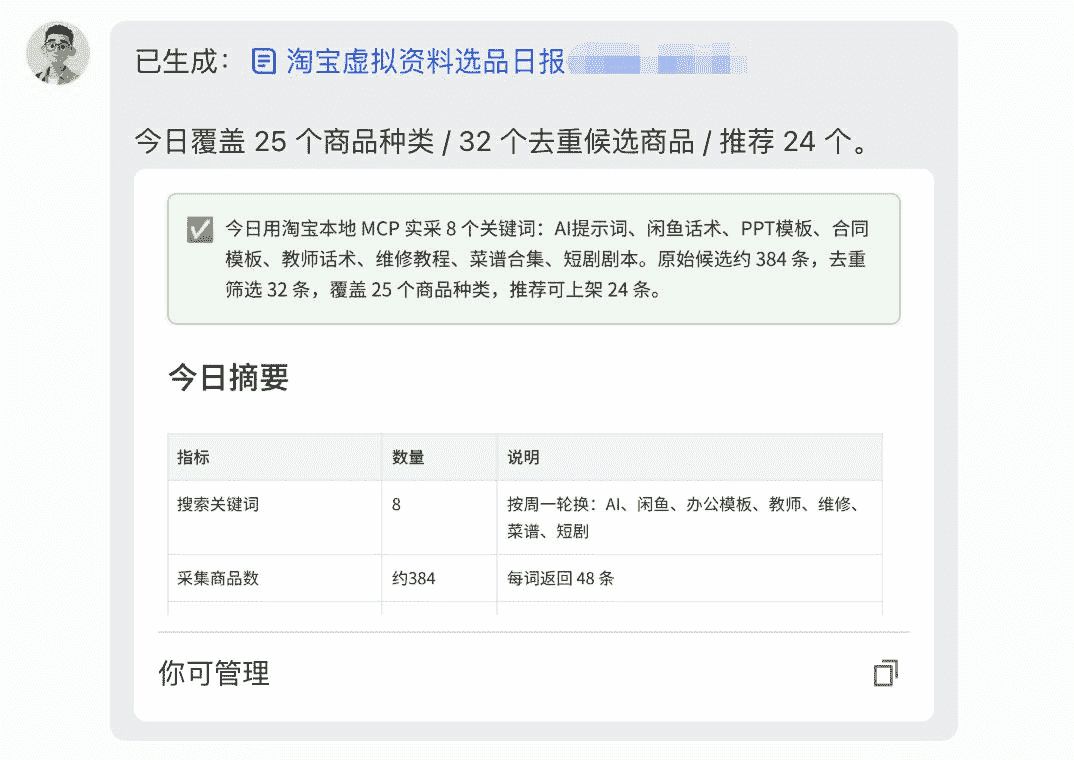 已生成：淘宝虚拟资料选品日报
今日覆盖 25 个商品种类 / 32 个去重候选商品 / 推荐 24 个。
今日用淘宝本地 MCP 实采 8 个关键词：AI提示词、闲鱼话术、PPT模板、合同
模板、教师话术、维修教程、菜谱合集、短剧剧本。原始候选约 384 条，去重
筛选 32 条，覆盖 25 个商品种类，推荐可上架 24 条。
今日摘要
指标 数量 说明
搜索关键词 8 按周一轮换：AI、闲鱼、办公模板、教师、维修、
菜谱、短剧
采集商品数 约384 每词返回 48 条
你可管理